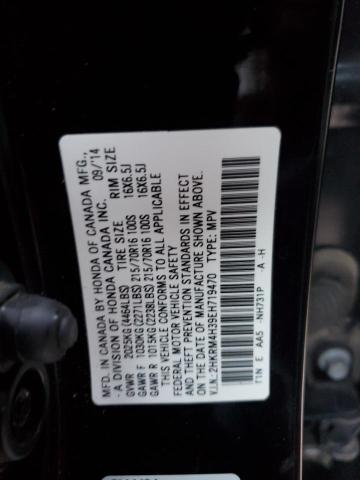 MFD. IN CANADA BY HONDA OF CANADA MFG.,
- A DIVISION OF HONDA CANADA INC. 09/'14
TIRE SIZE RIM SIZE
GVWR 2025KG(4464LBS)
GAWR F 1030KG(2271LBS) 215/70R16 100S 16X6.5J
GAWR R 1015KG(2238LBS) 215/70R16 100S 16X6.5J
THIS VEHICLE CONFORMS TO ALL APPLICABLE
FEDERAL MOTOR VEHICLE SAFETY
AND THEFT PREVENTION STANDARDS IN EFFECT
ON THE DATE OF MANUFACTURE SHOWN ABOVE.
V.I.N.: 2HKRM4H39EH719470 TYPE: MPV
T1N E AA5 -NH731P -A -H